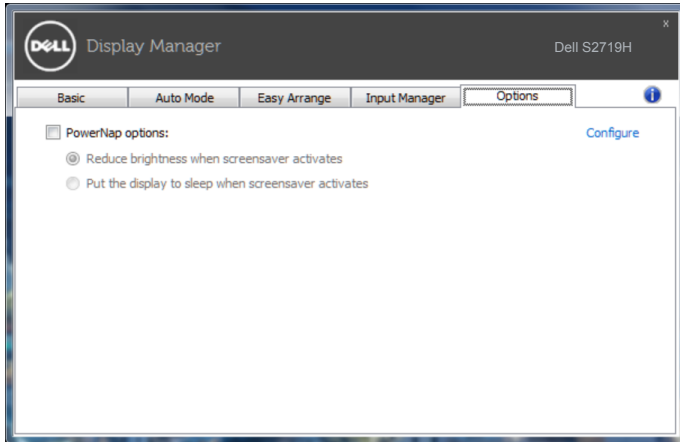 x
DELL Display Manager Dell S2719H
Basic Auto Mode Easy Arrange Input Manager Options i
PowerNap options: Configure
Reduce brightness when screensaver activates
Put the display to sleep when screensaver activates